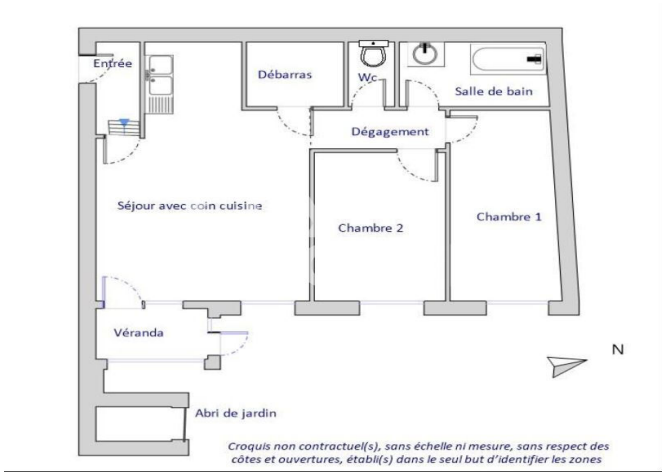 Entrée
Débarras
Wc
Salle de bain
Dégagement
Séjour avec coin cuisine
Chambre 2
Chambre 1
Véranda
N
Abri de jardin
Croquis non contractuel(s), sans échelle ni mesure, sans respect des
côtes et ouvertures, établi(s) dans le seul but d'identifier les zones